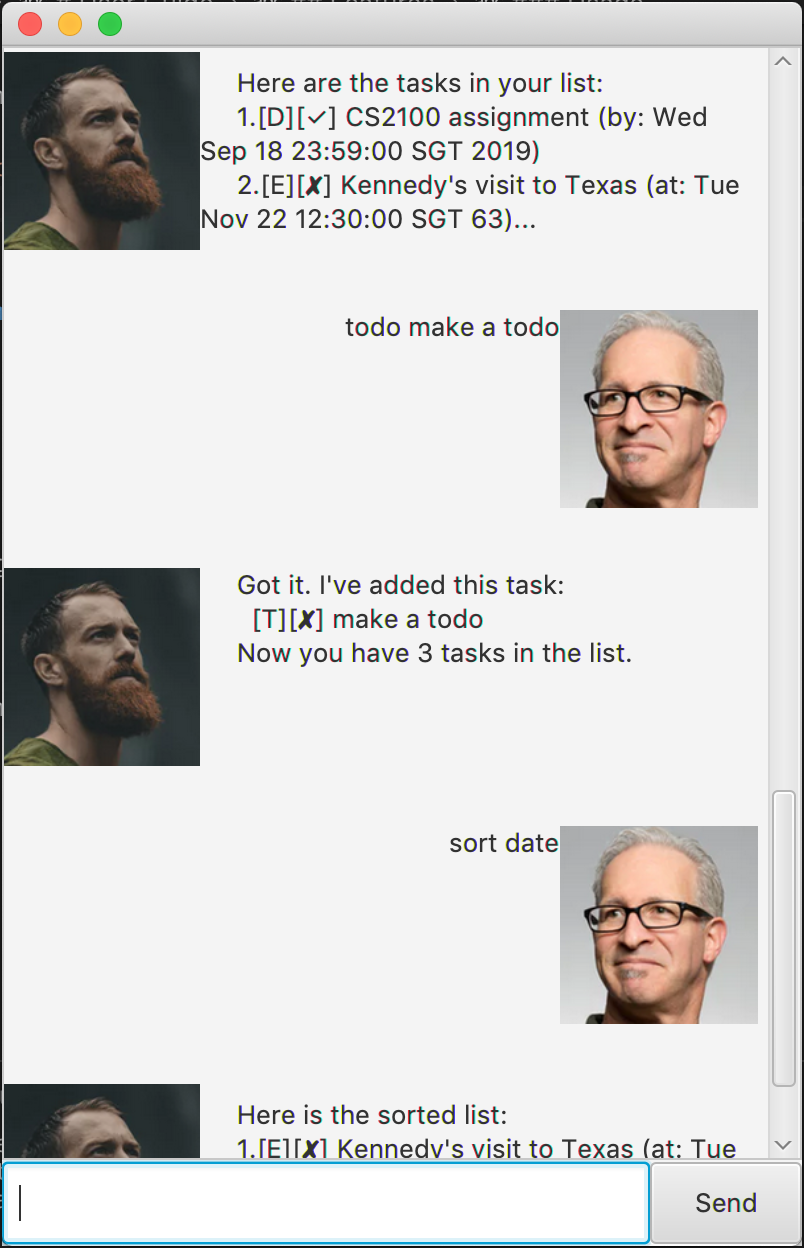 Here are the tasks in your list:
1.[D][✓] CS2100 assignment (by: Wed
Sep 18 23:59:00 SGT 2019)
2.[E][✘] Kennedy's visit to Texas (at: Tue
Nov 22 12:30:00 SGT 63)...
todo make a todo
Got it. I've added this task:
[T][✘] make a todo
Now you have 3 tasks in the list.
sort date
Here is the sorted list:
1.[E][✘] Kennedy's visit to Texas (at: Tue
Send